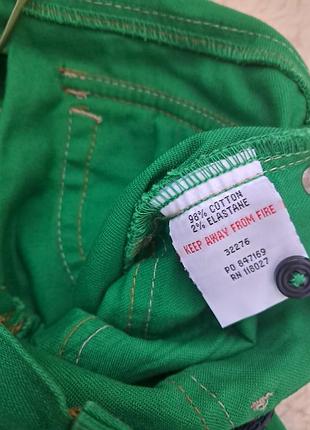 98% COTTON
2% ELASTANE
KEEP AWAY FROM FIRE
32276
PO 847169
RN 118027